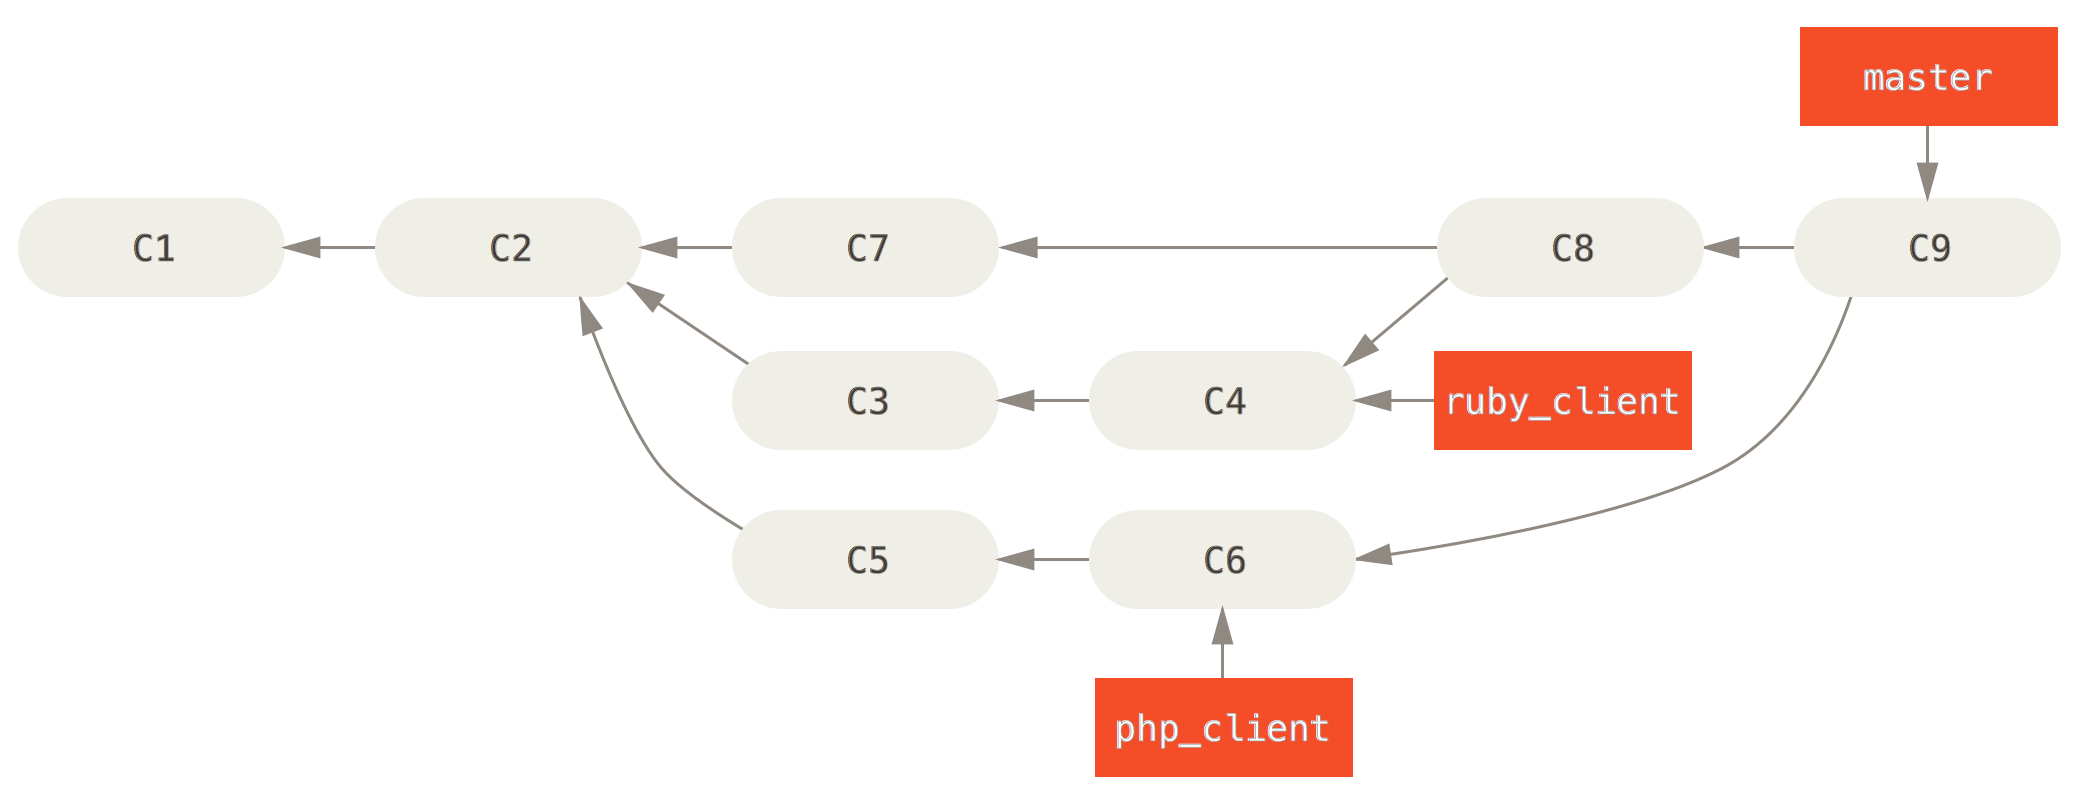 master
C1
C2
C7
C8
C9
C3
C4
ruby_client
C5
C6
php_client